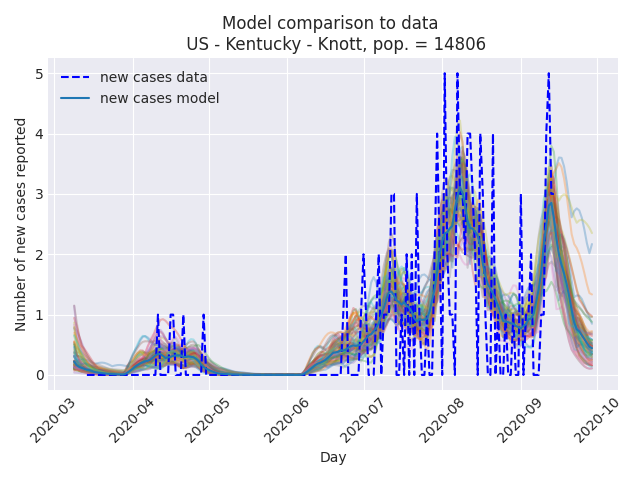 Model comparison to data
US - Kentucky - Knott, pop. = 14806
new cases data
new cases model
Number of new cases reported
5
4
3
2
1
0
2020-03
2020-04
2020-05
2020-06
2020-07
2020-08
2020-09
2020-10
Day